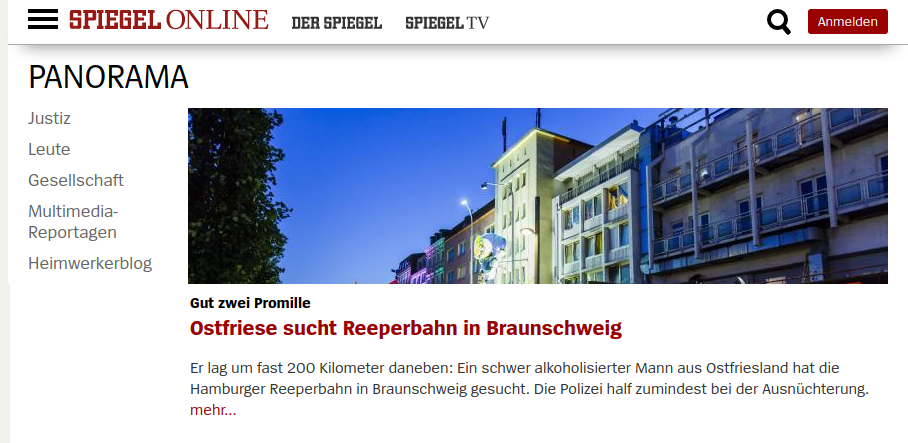 SPIEGEL ONLINE DER SPIEGEL SPIEGEL TV Anmelden
PANORAMA
Justiz
Leute
Gesellschaft
Multimedia-
Reportagen
Heimwerkerblog
Gut zwei Promille
Ostfriese sucht Reeperbahn in Braunschweig
Er lag um fast 200 Kilometer daneben: Ein schwer alkoholisierter Mann aus Ostfriesland hat die
Hamburger Reeperbahn in Braunschweig gesucht. Die Polizei half zumindest bei der Ausnüchterung.
mehr...